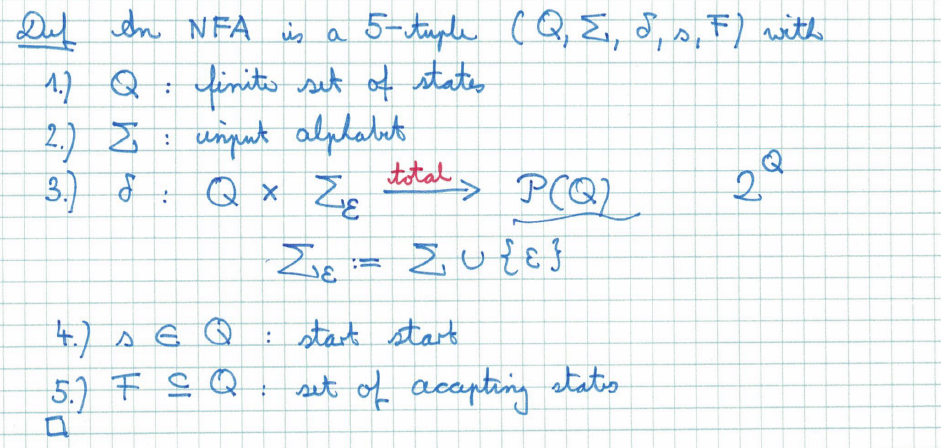 Def An NFA is a 5-tuple (Q, Σ, δ, s, F) with
1.) Q : finite set of states
2.) Σ : input alphabet
3.) δ : Q × Σ_ε —total→ P(Q) 2^Q
Σ_ε := Σ ∪ {ε}
4.) s ∈ Q : start start
5.) F ⊆ Q : set of accepting states
□